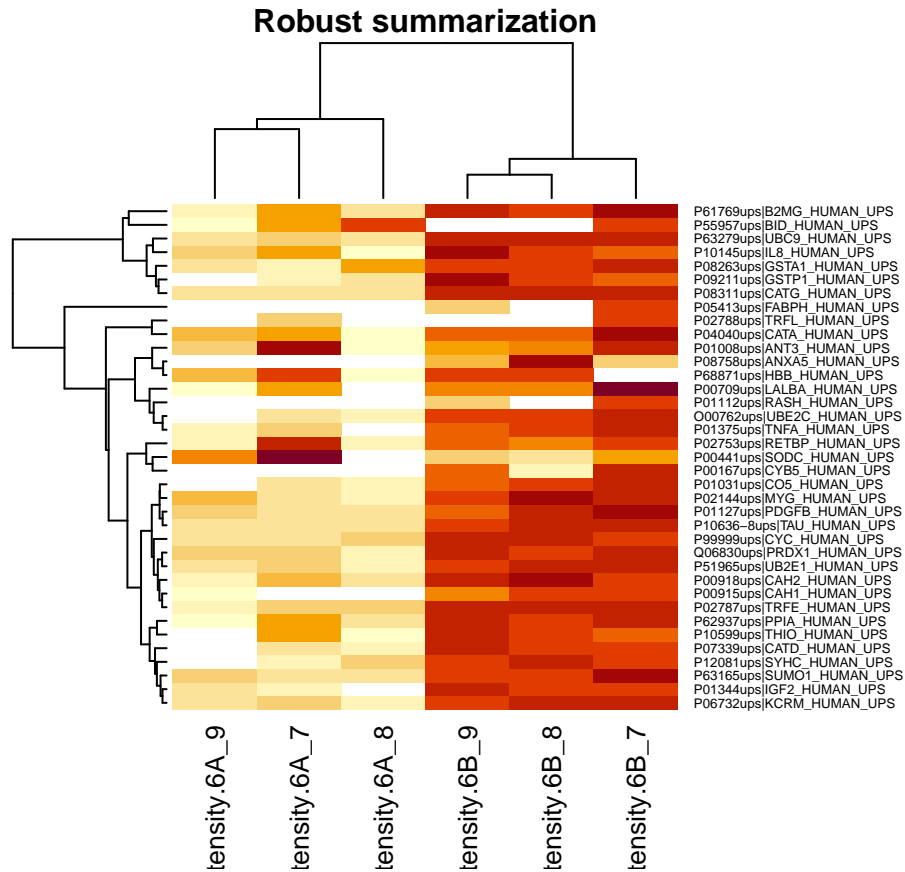 Robust summarization
P61769ups|B2MG_HUMAN_UPS
P55957ups|BID_HUMAN_UPS
P63279ups|UBC9_HUMAN_UPS
P10145ups|IL8_HUMAN_UPS
P08263ups|GSTA1_HUMAN_UPS
P09211ups|GSTP1_HUMAN_UPS
P08311ups|CATG_HUMAN_UPS
P05413ups|FABPH_HUMAN_UPS
P02788ups|TRFL_HUMAN_UPS
P04040ups|CATA_HUMAN_UPS
P01008ups|ANT3_HUMAN_UPS
P08758ups|ANXA5_HUMAN_UPS
P68871ups|HBB_HUMAN_UPS
P00709ups|LALBA_HUMAN_UPS
P01112ups|RASH_HUMAN_UPS
O00762ups|UBE2C_HUMAN_UPS
P01375ups|TNFA_HUMAN_UPS
P02753ups|RETBP_HUMAN_UPS
P00441ups|SODC_HUMAN_UPS
P00167ups|CYB5_HUMAN_UPS
P01031ups|CO5_HUMAN_UPS
P02144ups|MYG_HUMAN_UPS
P01127ups|PDGFB_HUMAN_UPS
P10636−8ups|TAU_HUMAN_UPS
P99999ups|CYC_HUMAN_UPS
Q06830ups|PRDX1_HUMAN_UPS
P51965ups|UB2E1_HUMAN_UPS
P00918ups|CAH2_HUMAN_UPS
P00915ups|CAH1_HUMAN_UPS
P02787ups|TRFE_HUMAN_UPS
P62937ups|PPIA_HUMAN_UPS
P10599ups|THIO_HUMAN_UPS
P07339ups|CATD_HUMAN_UPS
P12081ups|SYHC_HUMAN_UPS
P63165ups|SUMO1_HUMAN_UPS
P01344ups|IGF2_HUMAN_UPS
P06732ups|KCRM_HUMAN_UPS
tensity.6A_9
tensity.6A_7
tensity.6A_8
tensity.6B_9
tensity.6B_8
tensity.6B_7